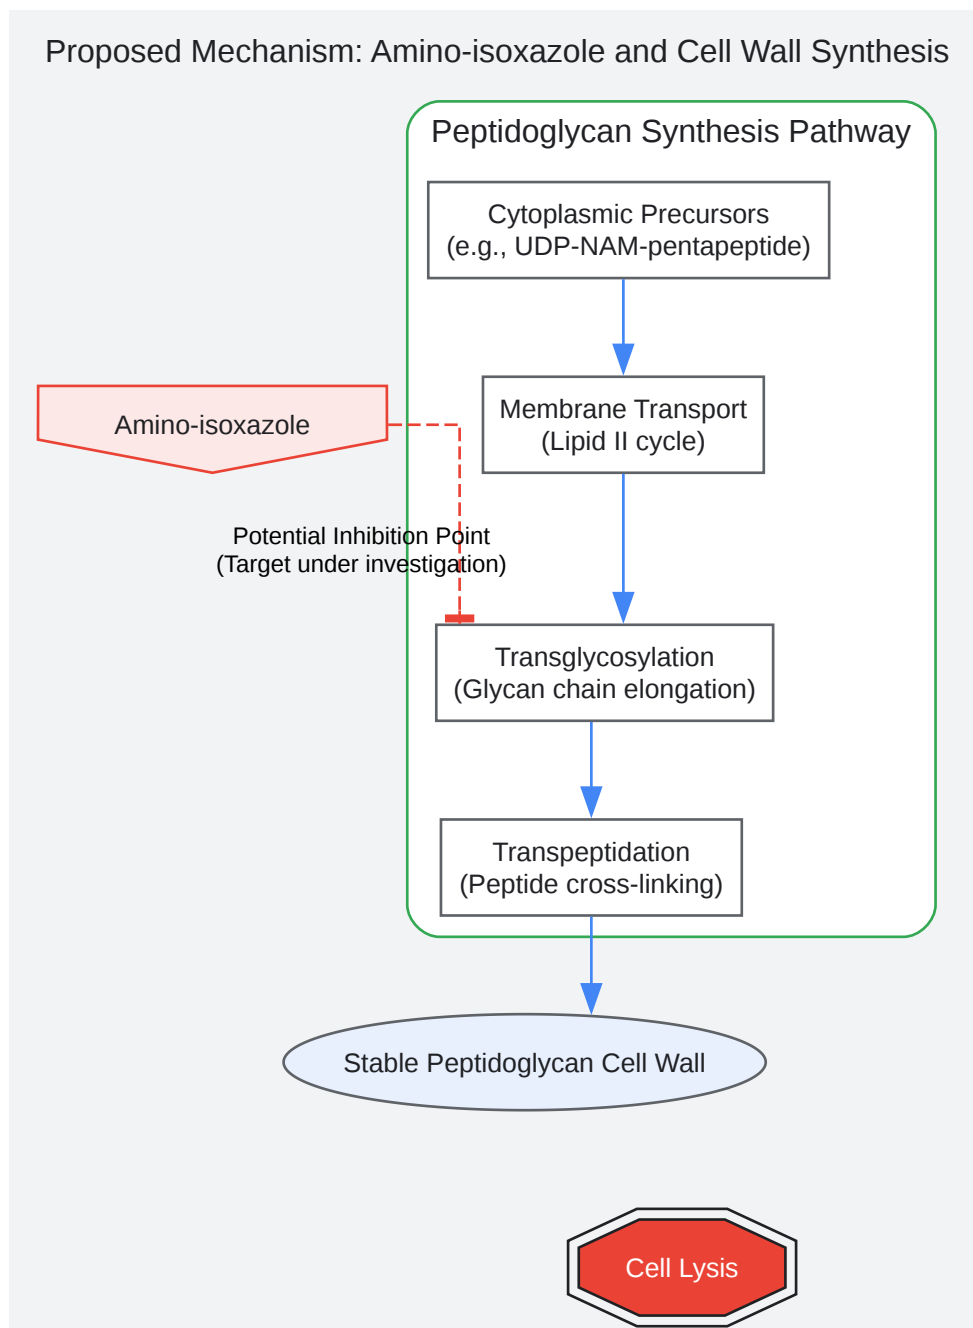 Proposed Mechanism: Amino-isoxazole and Cell Wall Synthesis
Peptidoglycan Synthesis Pathway
Cytoplasmic Precursors
(e.g., UDP-NAM-pentapeptide)
Membrane Transport
(Lipid II cycle)
Amino-isoxazole
Potential Inhibition Point
(Target under investigation)
Transglycosylation
(Glycan chain elongation)
Transpeptidation
(Peptide cross-linking)
Stable Peptidoglycan Cell Wall
Cell Lysis